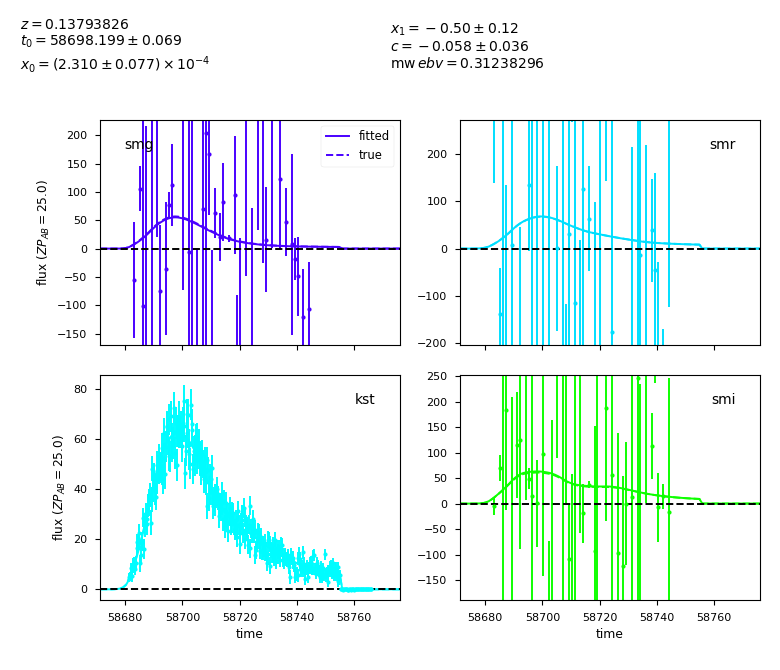 z = 0.13793826
t₀ = 58698.199 ± 0.069
x₀ = (2.310 ± 0.077) × 10⁻⁴
x₁ = −0.50 ± 0.12
c = −0.058 ± 0.036
mw ebv = 0.31238296
smg
fitted
true
200
150
100
50
0
−50
−100
−150
flux (ZP_AB = 25.0)
smr
200
100
0
−100
−200
kst
80
60
40
20
0
flux (ZP_AB = 25.0)
58680 58700 58720 58740 58760
time
smi
250
200
150
100
50
0
−50
−100
−150
58680 58700 58720 58740 58760
time